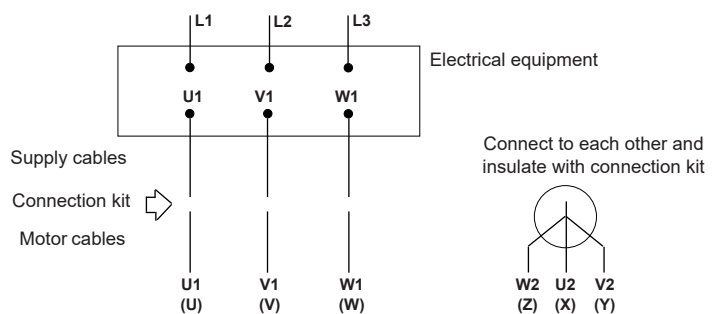 L1 L2 L3
Electrical equipment
U1 V1 W1
Supply cables
Connection kit
Motor cables
U1 V1 W1
(U) (V) (W)
Connect to each other and
insulate with connection kit
W2 U2 V2
(Z) (X) (Y)